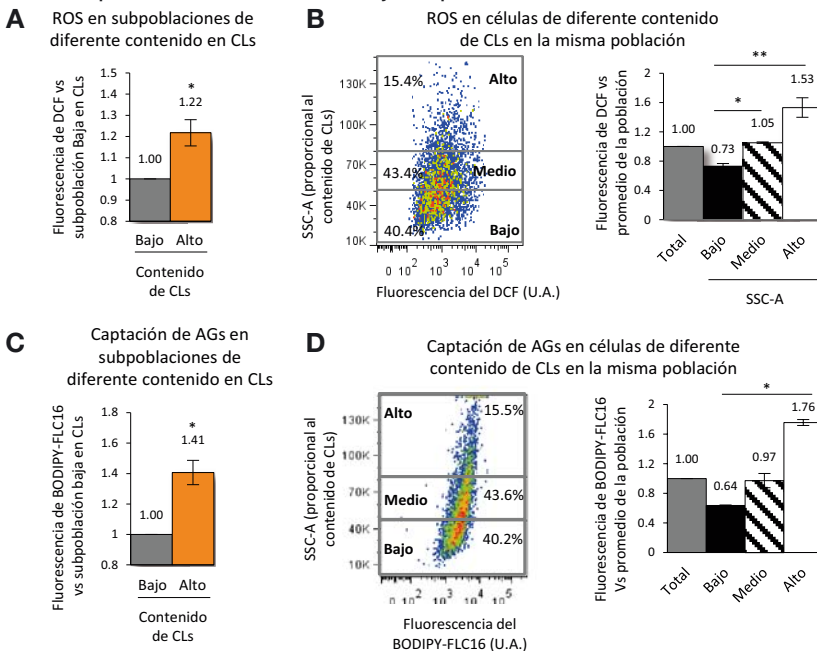 A
ROS en subpoblaciones de
diferente contenido en CLs
Fluorescencia de DCF vs
subpoblación Baja en CLs
1.5
1.4
1.3
1.2
1.1
1
0.9
0.8
1.00
*
1.22
Bajo Alto
Contenido
de CLs
B
ROS en células de diferente contenido
de CLs en la misma población
SSC-A (proporcional al
contenido de CLs)
130K
100K
70K
40K
10K
15.4%
Alto
43.4%
Medio
40.4%
Bajo
0 10² 10³ 10⁴ 10⁵
Fluorescencia del DCF (U.A.)
Fluorescencia de DCF vs
promedio de la población
2
1.6
1.2
0.8
0.4
0
**
*
1.00
0.73
1.05
1.53
Total Bajo Medio Alto
SSC-A
C
Captación de AGs en
subpoblaciones de
diferente contenido en CLs
Fluorescencia de BODIPY-FLC16
vs subpoblación baja en CLs
1.8
1.6
1.4
1.2
1
0.8
1.00
*
1.41
Bajo Alto
Contenido
de CLs
D
Captación de AGs en células de diferente
contenido de CLs en la misma población
SSC-A (proporcional al
contenido de CLs)
130K
100K
70K
40K
10K
Alto
15.5%
Medio
43.6%
Bajo
40.2%
0 10² 10³ 10⁴ 10⁵
Fluorescencia del
BODIPY-FLC16 (U.A.)
Fluorescencia de BODIPY-FLC16
Vs promedio de la población
2
1.6
1.2
0.8
0.4
0
*
1.00
0.64
0.97
1.76
Total Bajo Medio Alto